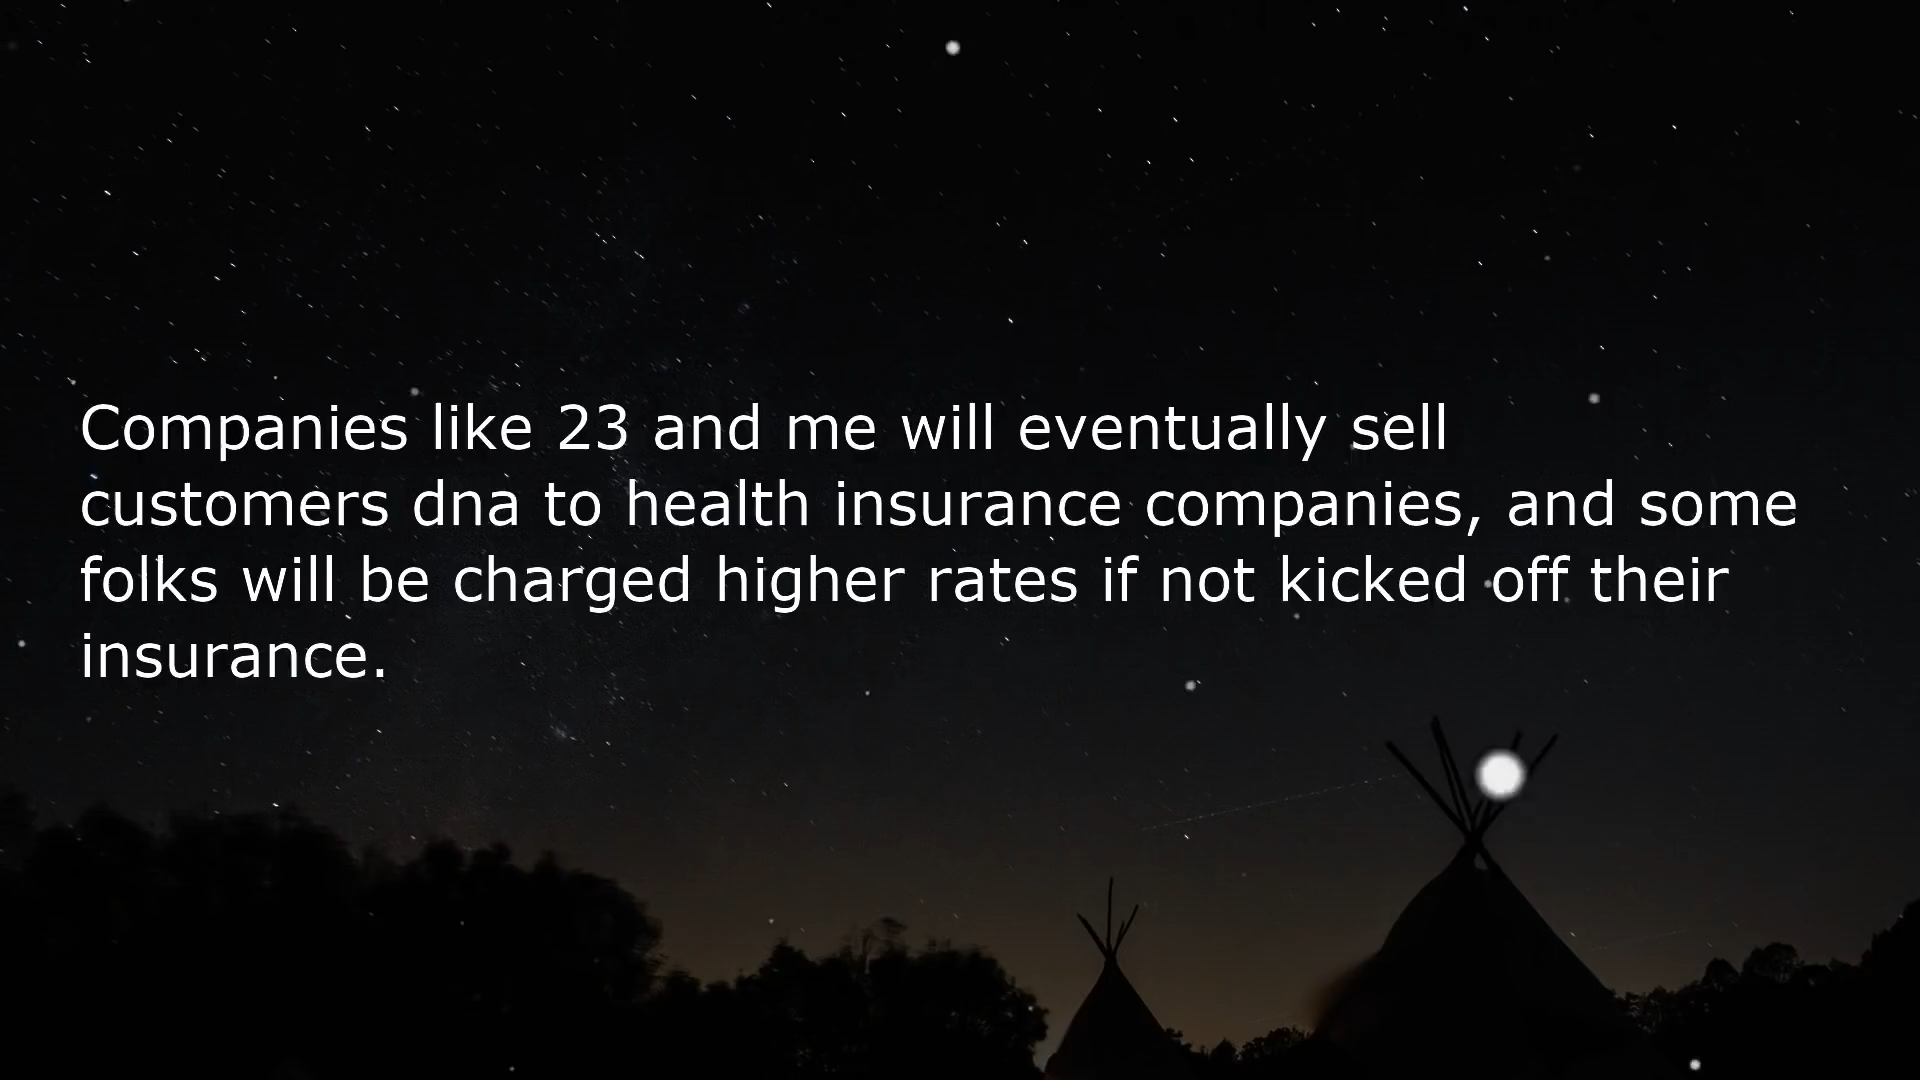 Companies like 23 and me will eventually sell
customers dna to health insurance companies, and some
folks will be charged higher rates if not kicked off their
insurance.